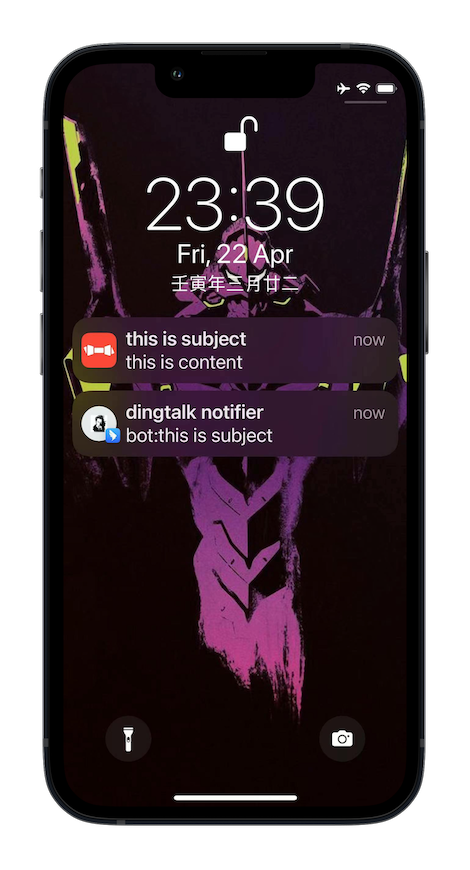 23:39
Fri, 22 Apr
壬寅年三月廿二
this is subject
now
this is content
dingtalk notifier
now
bot:this is subject